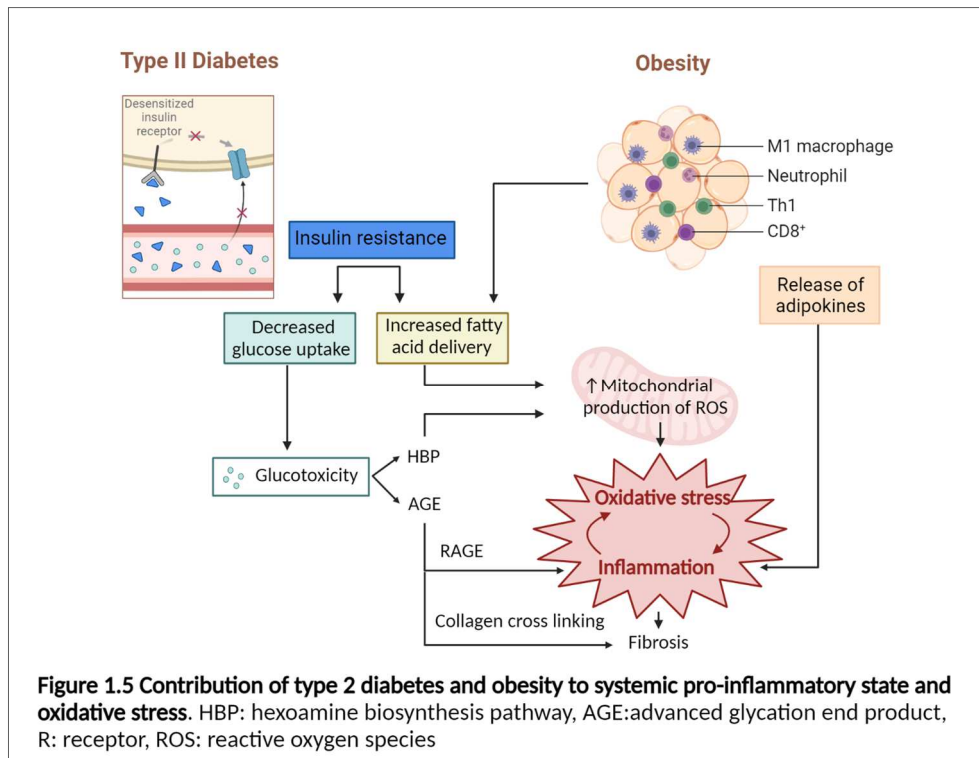 Type II Diabetes
Desensitized
insulin
receptor
Obesity
M1 macrophage
Neutrophil
Th1
CD8⁺
Insulin resistance
Release of
adipokines
Decreased
glucose uptake
Increased fatty
acid delivery
↑ Mitochondrial
production of ROS
HBP
Glucotoxicity
AGE
Oxidative stress
RAGE
Inflammation
Collagen cross linking
Fibrosis
Figure 1.5 Contribution of type 2 diabetes and obesity to systemic pro-inflammatory state and
oxidative stress. HBP: hexoamine biosynthesis pathway, AGE:advanced glycation end product,
R: receptor, ROS: reactive oxygen species